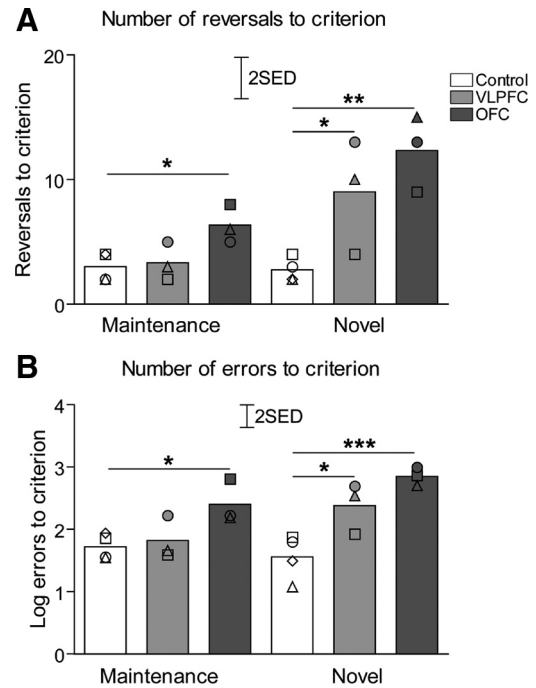 A
Number of reversals to criterion
Reversals to criterion
20
10
0
2SED
*
*
**
Control
VLPFC
OFC
Maintenance
Novel
B
Number of errors to criterion
Log errors to criterion
4
3
2
1
0
2SED
*
*
***
Maintenance
Novel